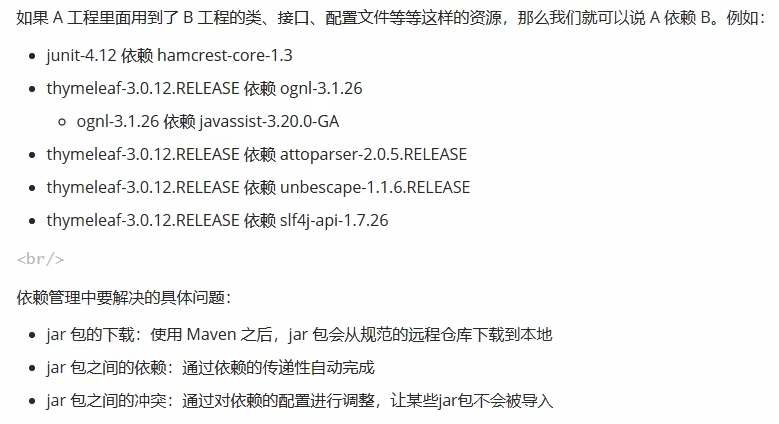 如果 A 工程里面用到了 B 工程的类、接口、配置文件等等这样的资源，那么我们就可以说 A 依赖 B。例如：
junit-4.12 依赖 hamcrest-core-1.3
thymeleaf-3.0.12.RELEASE 依赖 ognl-3.1.26
ognl-3.1.26 依赖 javassist-3.20.0-GA
thymeleaf-3.0.12.RELEASE 依赖 attoparser-2.0.5.RELEASE
thymeleaf-3.0.12.RELEASE 依赖 unbescape-1.1.6.RELEASE
thymeleaf-3.0.12.RELEASE 依赖 slf4j-api-1.7.26
<br/>
依赖管理中要解决的具体问题：
jar 包的下载：使用 Maven 之后，jar 包会从规范的远程仓库下载到本地
jar 包之间的依赖：通过依赖的传递性自动完成
jar 包之间的冲突：通过对依赖的配置进行调整，让某些jar包不会被导入